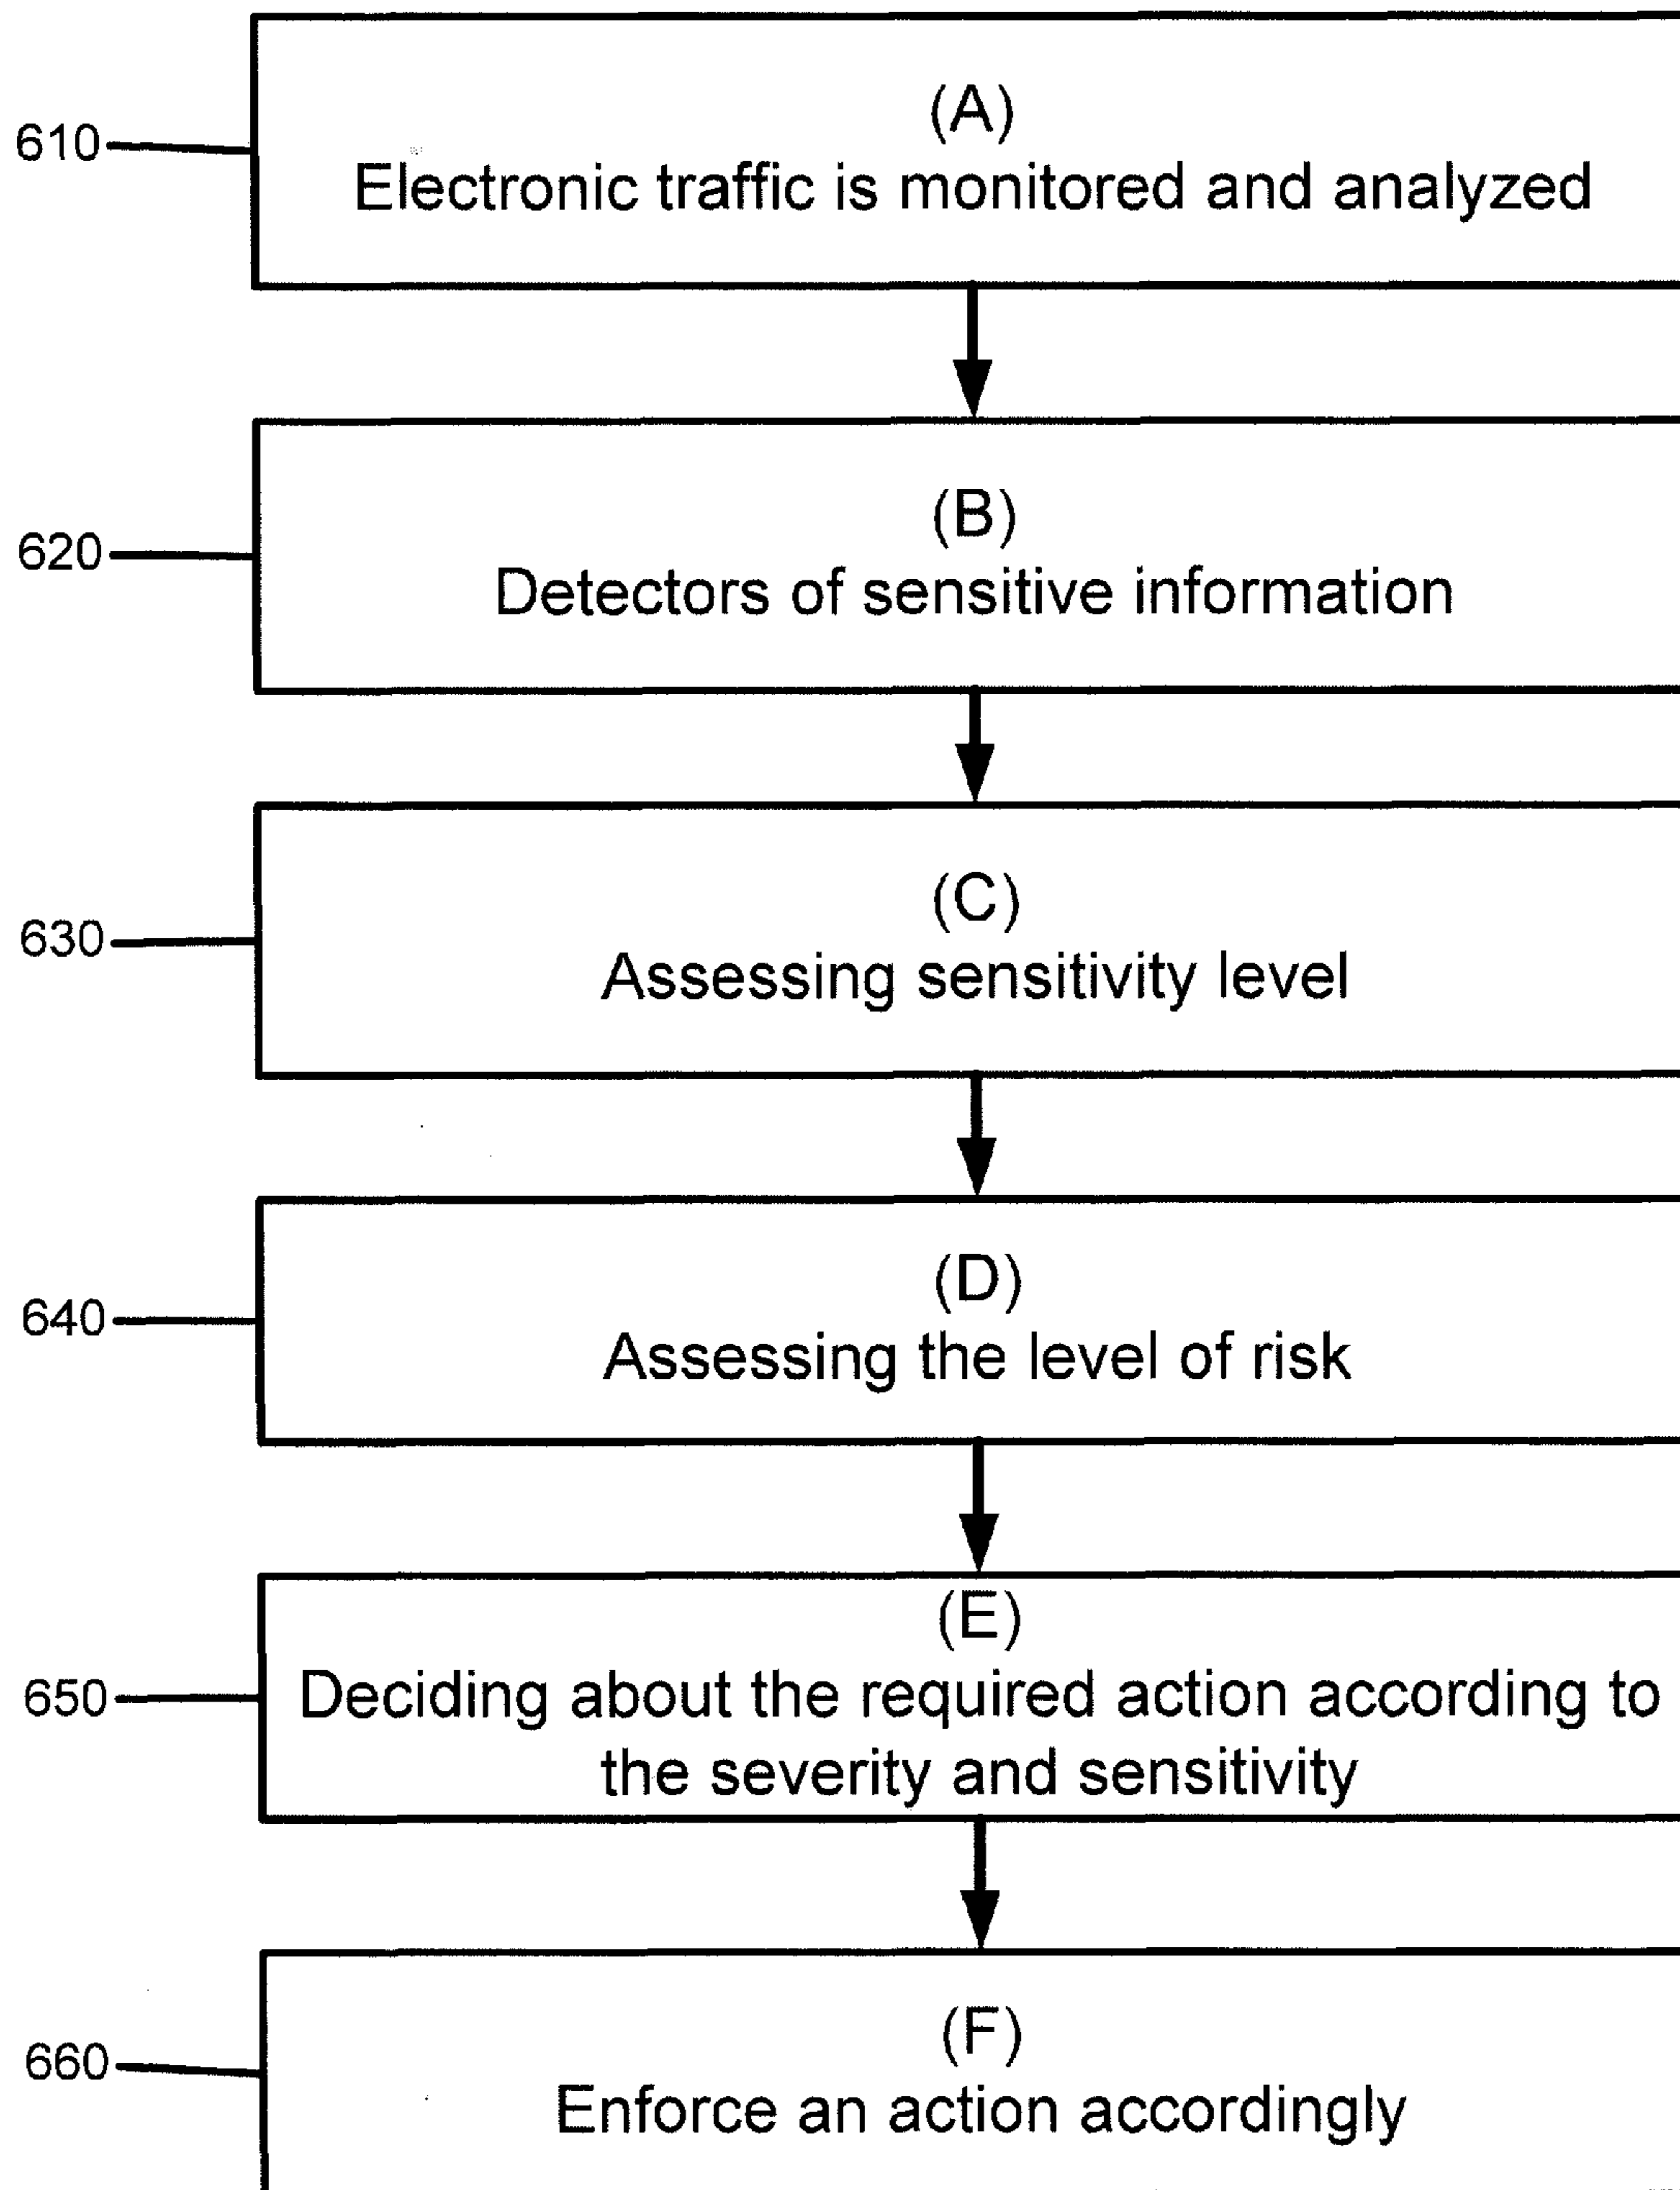 (A)
610
Electronic traffic is monitored and analyzed
(B)
620
Detectors of sensitive information
(C)
630
Assessing sensitivity level
(D)
640
Assessing the level of risk
(E)
650
Deciding about the required action according to
the severity and sensitivity
(F)
660
Enforce an action accordingly